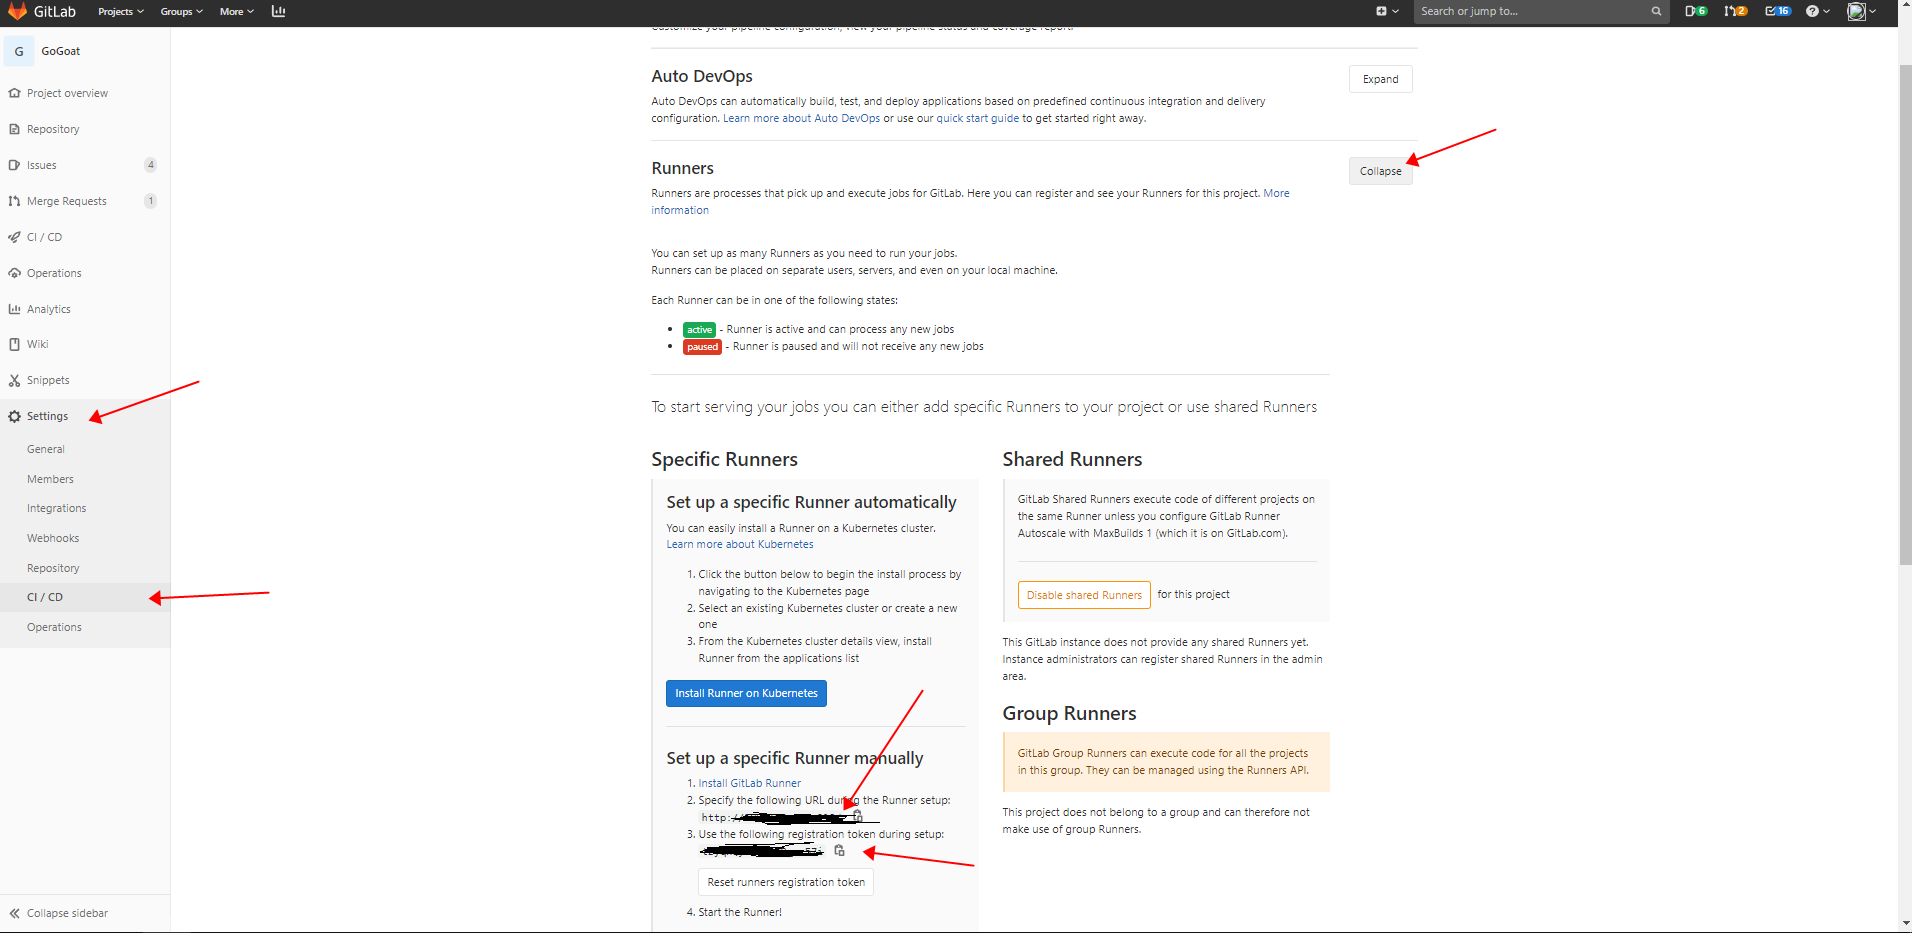 GitLab Projects Groups More Search or jump to... 6 2 16
G GoGoat
Project overview
Repository
Issues 4
Merge Requests 1
CI / CD
Operations
Analytics
Wiki
Snippets
Settings
General
Members
Integrations
Webhooks
Repository
CI / CD
Operations
Collapse sidebar
Customize your pipeline configuration, view your pipeline status and coverage report.
Auto DevOps
Expand
Auto DevOps can automatically build, test, and deploy applications based on predefined continuous integration and delivery
configuration. Learn more about Auto DevOps or use our quick start guide to get started right away.
Runners
Collapse
Runners are processes that pick up and execute jobs for GitLab. Here you can register and see your Runners for this project. More
information
You can set up as many Runners as you need to run your jobs.
Runners can be placed on separate users, servers, and even on your local machine.
Each Runner can be in one of the following states:
active - Runner is active and can process any new jobs
paused - Runner is paused and will not receive any new jobs
To start serving your jobs you can either add specific Runners to your project or use shared Runners
Specific Runners
Set up a specific Runner automatically
You can easily install a Runner on a Kubernetes cluster.
Learn more about Kubernetes
1. Click the button below to begin the install process by
navigating to the Kubernetes page
2. Select an existing Kubernetes cluster or create a new
one
3. From the Kubernetes cluster details view, install
Runner from the applications list
Install Runner on Kubernetes
Set up a specific Runner manually
1. Install GitLab Runner
2. Specify the following URL during the Runner setup:
http:/
3. Use the following registration token during setup:
Reset runners registration token
4. Start the Runner!
Shared Runners
GitLab Shared Runners execute code of different projects on
the same Runner unless you configure GitLab Runner
Autoscale with MaxBuilds 1 (which it is on GitLab.com).
Disable shared Runners for this project
This GitLab instance does not provide any shared Runners yet.
Instance administrators can register shared Runners in the admin
area.
Group Runners
GitLab Group Runners can execute code for all the projects
in this group. They can be managed using the Runners API.
This project does not belong to a group and can therefore not
make use of group Runners.